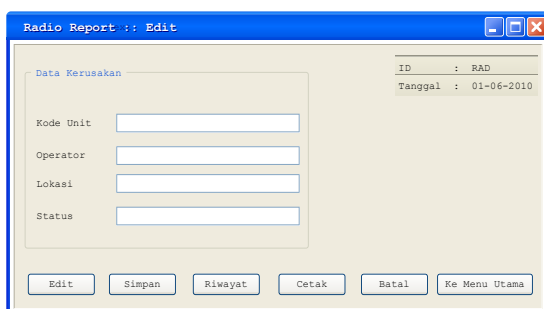 Radio Report :: Edit
ID : RAD
Tanggal : 01-06-2010
Data Kerusakan
Kode Unit
Operator
Lokasi
Status
Edit Simpan Riwayat Cetak Batal Ke Menu Utama